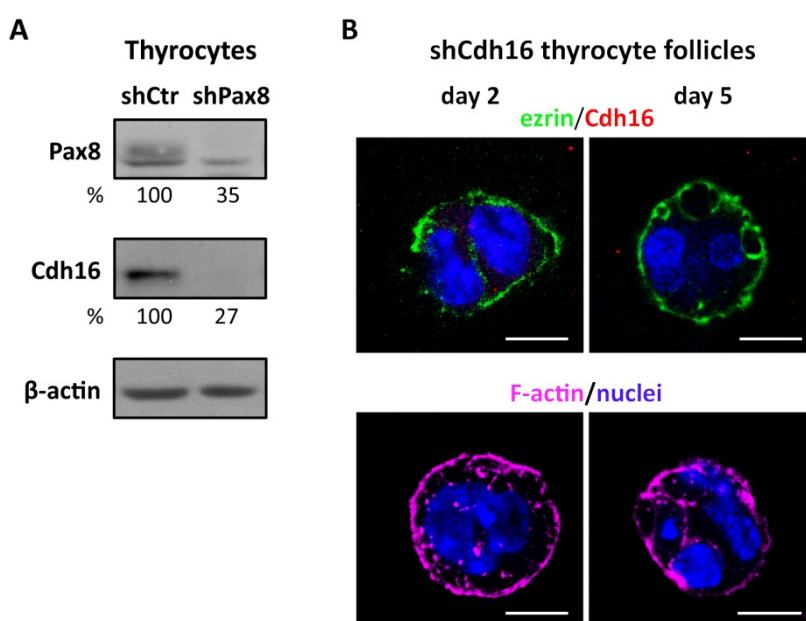 A
Thyrocytes
shCtr shPax8
Pax8
% 100 35
Cdh16
% 100 27
β-actin
B
shCdh16 thyrocyte follicles
day 2 day 5
ezrin/Cdh16
F-actin/nuclei